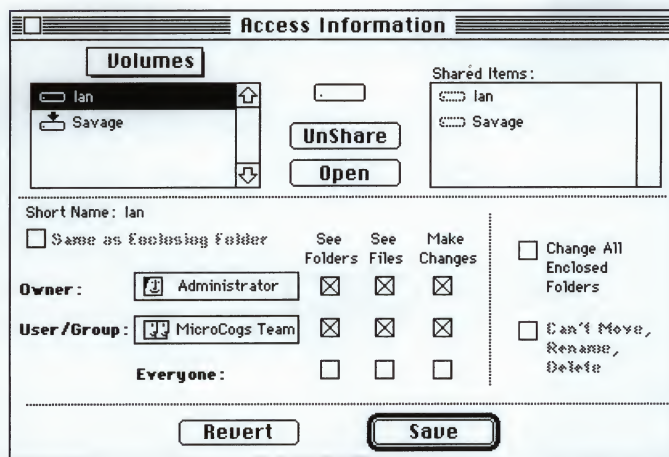 Access Information
Volumes
Ian
Savage
UnShare
Open
Shared Items:
Ian
Savage
Short Name: Ian
Same as Enclosing Folder
See Folders
See Files
Make Changes
Owner:
Administrator
User/Group:
MicroCogs Team
Everyone:
Change All
Enclosed
Folders
Can't Move,
Rename,
Delete
Revert
Save